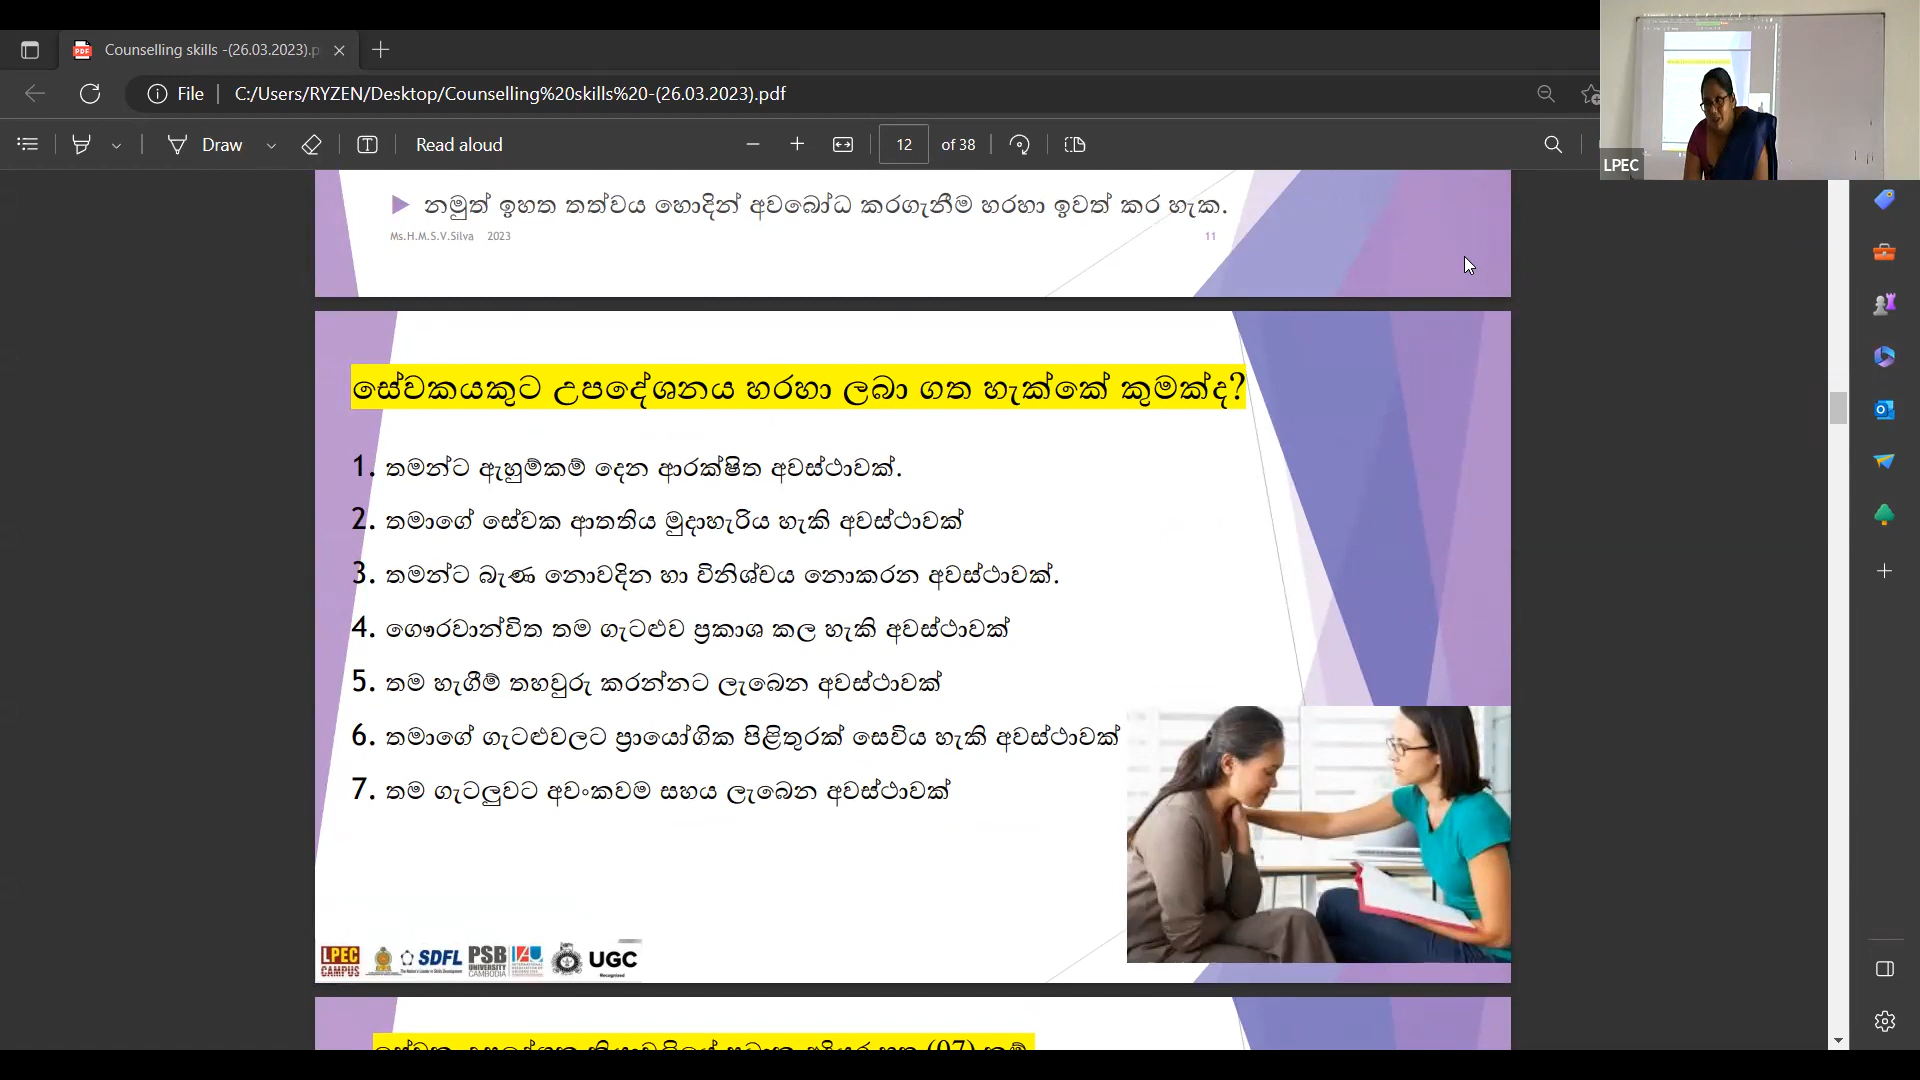 Counselling skills -(26.03.2023).p
File
C:/Users/RYZEN/Desktop/Counselling%20skills%20-(26.03.2023).pdf
Draw
Read aloud
12 of 38
LPEC
නමුත් ඉහත තත්වය හොදින් අවබෝධ කරගැනීම හරහා ඉවත් කර හැක.
Ms.H.M.S.V.Silva 2023
11
සේවකයකුට උපදේශනය හරහා ලබා ගත හැක්කේ කුමක්ද?
1. තමන්ට ඇහුම්කම් දෙන ආරක්ෂිත අවස්ථාවක්.
2. තමාගේ සේවක ආතතිය මුදාහැරිය හැකි අවස්ථාවක්
3. තමන්ට බැණ නොවදින හා විනිශ්චය නොකරන අවස්ථාවක්.
4. ගෞරවාන්විත තම ගැටළුව ප්‍රකාශ කල හැකි අවස්ථාවක්
5. තම හැගීම් තහවුරු කරන්නට ලැබෙන අවස්ථාවක්
6. තමාගේ ගැටළුවලට ප්‍රායෝගික පිළිතුරක් සෙවිය හැකි අවස්ථාවක්
7. තම ගැටලුවට අවංකවම සහය ලැබෙන අවස්ථාවක්
LPEC CAMPUS
SDFL
PSB UNIVERSITY CAMBODIA
IAU
UGC
Recognized
(07)